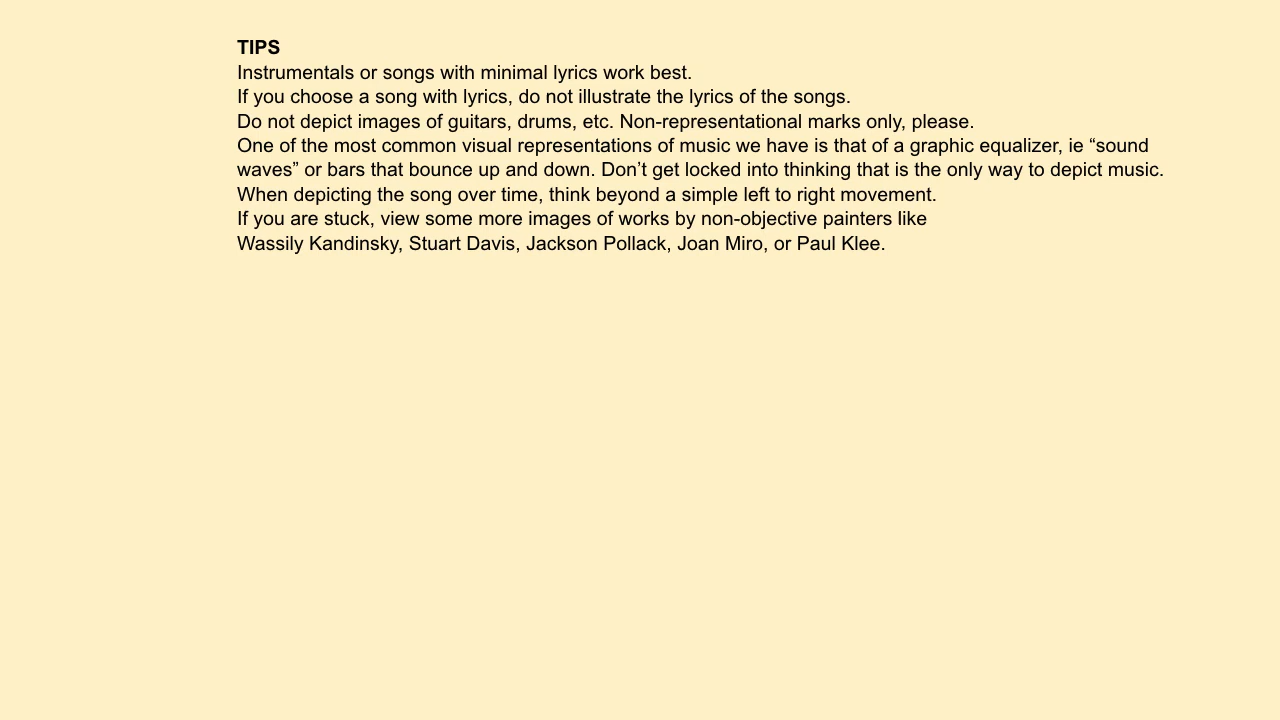 TIPS
Instrumentals or songs with minimal lyrics work best.
If you choose a song with lyrics, do not illustrate the lyrics of the songs.
Do not depict images of guitars, drums, etc. Non-representational marks only, please.
One of the most common visual representations of music we have is that of a graphic equalizer, ie “sound
waves” or bars that bounce up and down. Don’t get locked into thinking that is the only way to depict music.
When depicting the song over time, think beyond a simple left to right movement.
If you are stuck, view some more images of works by non-objective painters like
Wassily Kandinsky, Stuart Davis, Jackson Pollack, Joan Miro, or Paul Klee.